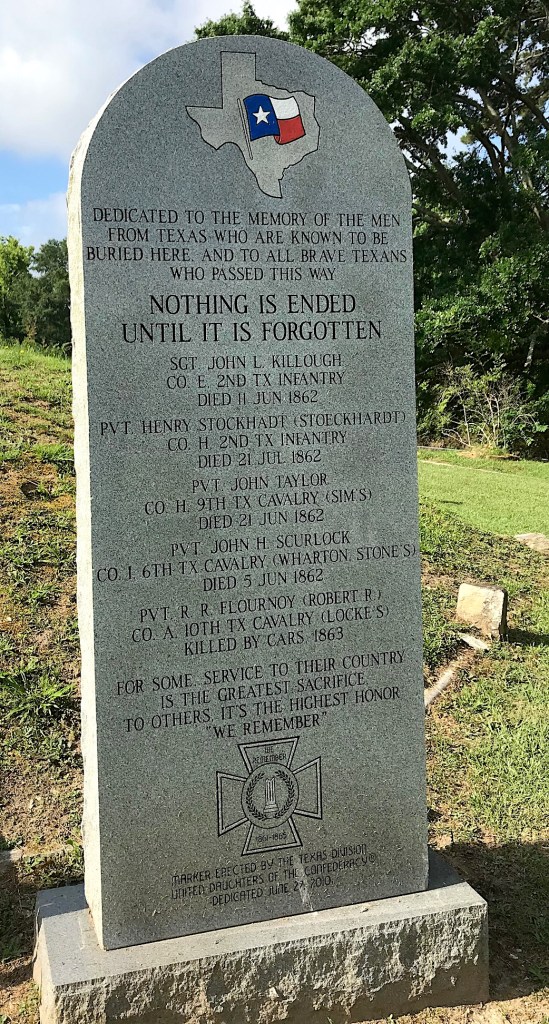 DEDICATED TO THE MEMORY OF THE MEN
FROM TEXAS WHO ARE KNOWN TO BE
BURIED HERE, AND TO ALL BRAVE TEXANS
WHO PASSED THIS WAY
NOTHING IS ENDED
UNTIL IT IS FORGOTTEN
SGT. JOHN L. KILLOUGH
CO. E. 2ND TX INFANTRY
DIED 11 JUN 1862
PVT. HENRY STOCKHADT (STOECKHARDT)
CO. H. 2ND TX INFANTRY
DIED 21 JUL 1862
PVT. JOHN TAYLOR
CO. H. 9TH TX CAVALRY (SIM'S)
DIED 21 JUN 1862
PVT. JOHN H. SCURLOCK
CO. I. 6TH TX CAVALRY (WHARTON, STONE'S)
DIED 5 JUN 1862
PVT. R. R. FLOURNOY (ROBERT R.)
CO. A. 10TH TX CAVALRY (LOCKE'S)
KILLED BY CARS, 1863
FOR SOME, SERVICE TO THEIR COUNTRY
IS THE GREATEST SACRIFICE
TO OTHERS, IT'S THE HIGHEST HONOR
"WE REMEMBER"
WE
REMEMBER
1861-1865
MARKER ERECTED BY THE TEXAS DIVISION
UNITED DAUGHTERS OF THE CONFEDERACY®
DEDICATED JUNE 27, 2010